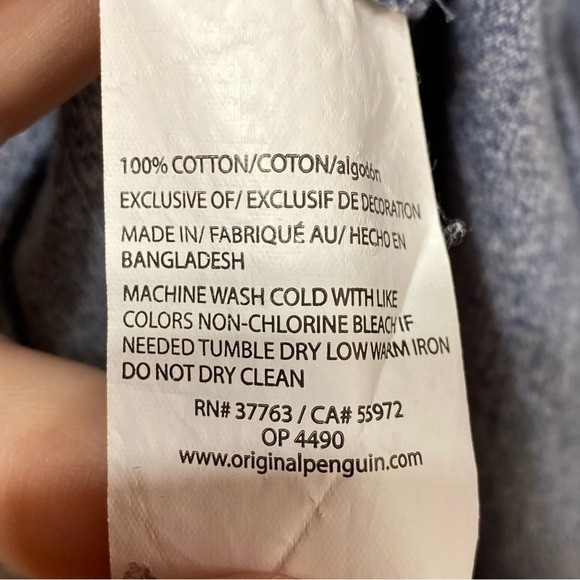 100% COTTON/COTON/algodón
EXCLUSIVE OF/ EXCLUSIF DE DECORATION
MADE IN/ FABRIQUÉ AU/ HECHO EN
BANGLADESH
MACHINE WASH COLD WITH LIKE
COLORS NON-CHLORINE BLEACH IF
NEEDED TUMBLE DRY LOW WARM IRON
DO NOT DRY CLEAN
RN# 37763 / CA# 55972
OP 4490
www.originalpenguin.com